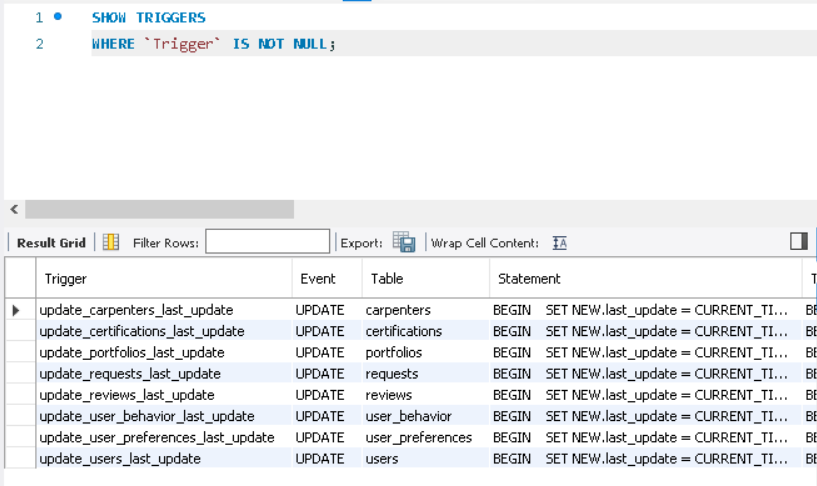 1 SHOW TRIGGERS
2 WHERE `Trigger` IS NOT NULL;
Result Grid Filter Rows: Export: Wrap Cell Content: IA
Trigger Event Table Statement T
update_carpenters_last_update UPDATE carpenters BEGIN SET NEW.last_update = CURRENT_TI... BE
update_certifications_last_update UPDATE certifications BEGIN SET NEW.last_update = CURRENT_TI... BE
update_portfolios_last_update UPDATE portfolios BEGIN SET NEW.last_update = CURRENT_TI... BE
update_requests_last_update UPDATE requests BEGIN SET NEW.last_update = CURRENT_TI... BE
update_reviews_last_update UPDATE reviews BEGIN SET NEW.last_update = CURRENT_TI... BE
update_user_behavior_last_update UPDATE user_behavior BEGIN SET NEW.last_update = CURRENT_TI... BE
update_user_preferences_last_update UPDATE user_preferences BEGIN SET NEW.last_update = CURRENT_TI... BE
update_users_last_update UPDATE users BEGIN SET NEW.last_update = CURRENT_TI... BE